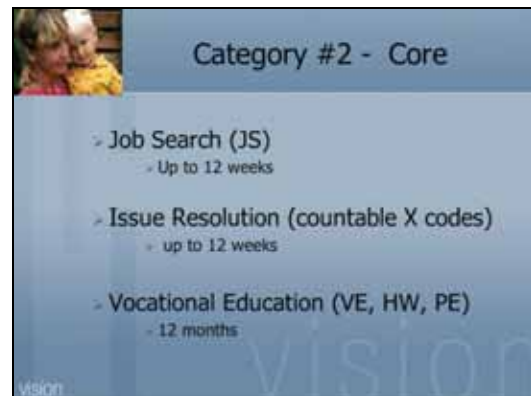 Category #2 - Core
Job Search (JS)
Up to 12 weeks
Issue Resolution (countable X codes)
up to 12 weeks
Vocational Education (VE, HW, PE)
12 months
vision
vision